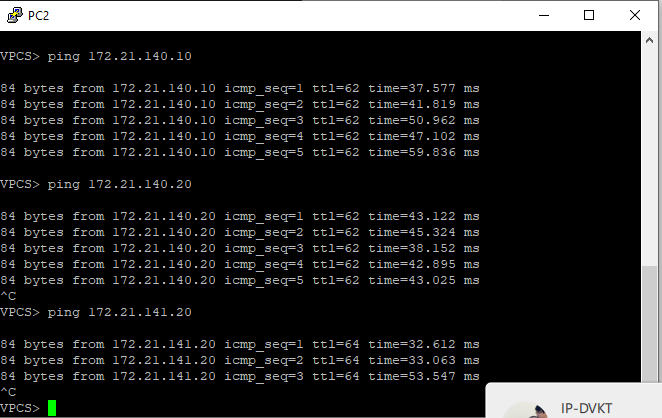 PC2
VPCS> ping 172.21.140.10
84 bytes from 172.21.140.10 icmp_seq=1 ttl=62 time=37.577 ms
84 bytes from 172.21.140.10 icmp_seq=2 ttl=62 time=41.819 ms
84 bytes from 172.21.140.10 icmp_seq=3 ttl=62 time=50.962 ms
84 bytes from 172.21.140.10 icmp_seq=4 ttl=62 time=47.102 ms
84 bytes from 172.21.140.10 icmp_seq=5 ttl=62 time=59.836 ms
VPCS> ping 172.21.140.20
84 bytes from 172.21.140.20 icmp_seq=1 ttl=62 time=43.122 ms
84 bytes from 172.21.140.20 icmp_seq=2 ttl=62 time=45.324 ms
84 bytes from 172.21.140.20 icmp_seq=3 ttl=62 time=38.152 ms
84 bytes from 172.21.140.20 icmp_seq=4 ttl=62 time=42.895 ms
84 bytes from 172.21.140.20 icmp_seq=5 ttl=62 time=43.025 ms
^C
VPCS> ping 172.21.141.20
84 bytes from 172.21.141.20 icmp_seq=1 ttl=64 time=32.612 ms
84 bytes from 172.21.141.20 icmp_seq=2 ttl=64 time=33.063 ms
84 bytes from 172.21.141.20 icmp_seq=3 ttl=64 time=53.547 ms
^C
VPCS>
IP-DVKT